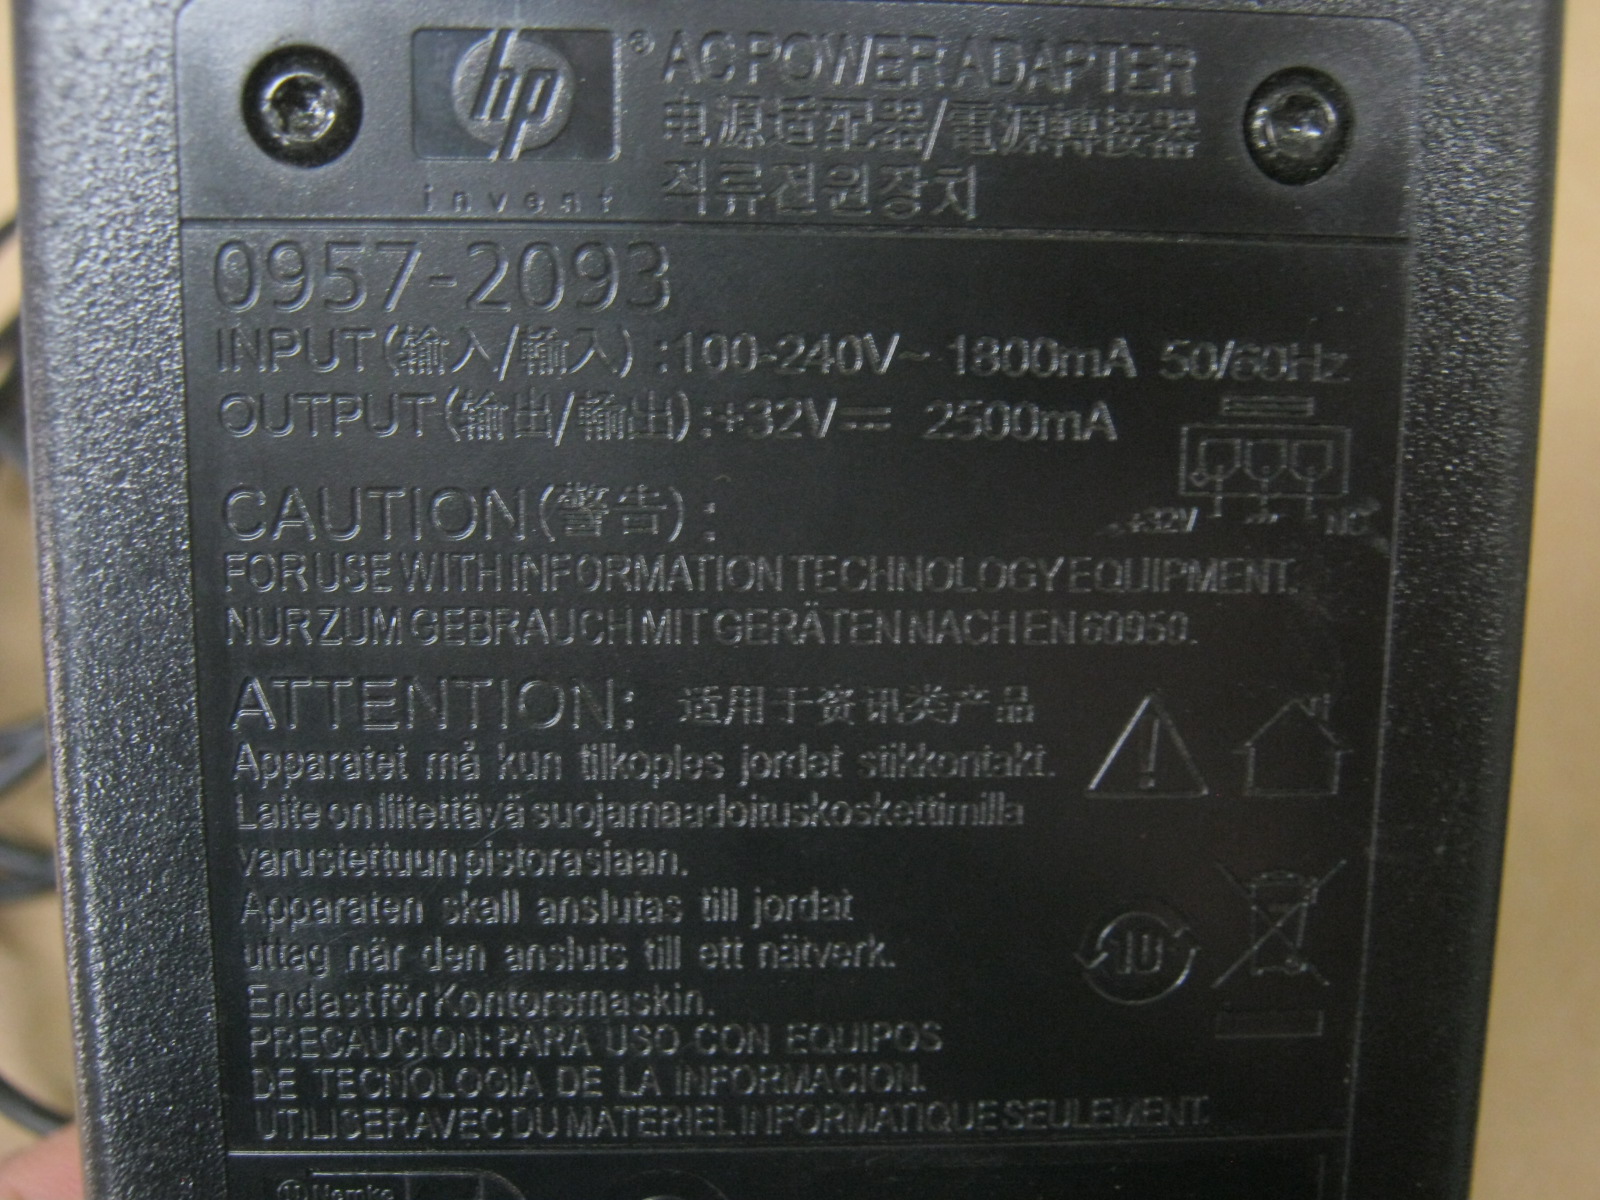 hp ® AC POWER ADAPTER
电源适配器/電源轉接器
invent 직류전원장치
0957-2093
INPUT(输入/輸入) :100-240V~ 1800mA 50/60Hz
OUTPUT(输出/輸出):+32V⎓ 2500mA
CAUTION(警告) :
+32V NC
FOR USE WITH INFORMATION TECHNOLOGY EQUIPMENT.
NUR ZUM GEBRAUCH MIT GERÄTEN NACH EN 60950.
ATTENTION: 适用于资讯类产品
Apparatet må kun tilkoples jordet stikkontakt.
Laite on liitettävä suojamaadoituskoskettimilla
varustettuun pistorasiaan.
Apparaten skall anslutas till jordat
uttag när den ansluts till ett nätverk.
Endast för Kontorsmaskin.
10
PRECAUCION: PARA USO CON EQUIPOS
DE TECNOLOGIA DE LA INFORMACION.
UTILISER AVEC DU MATERIEL INFORMATIQUE SEULEMENT.
Nemko